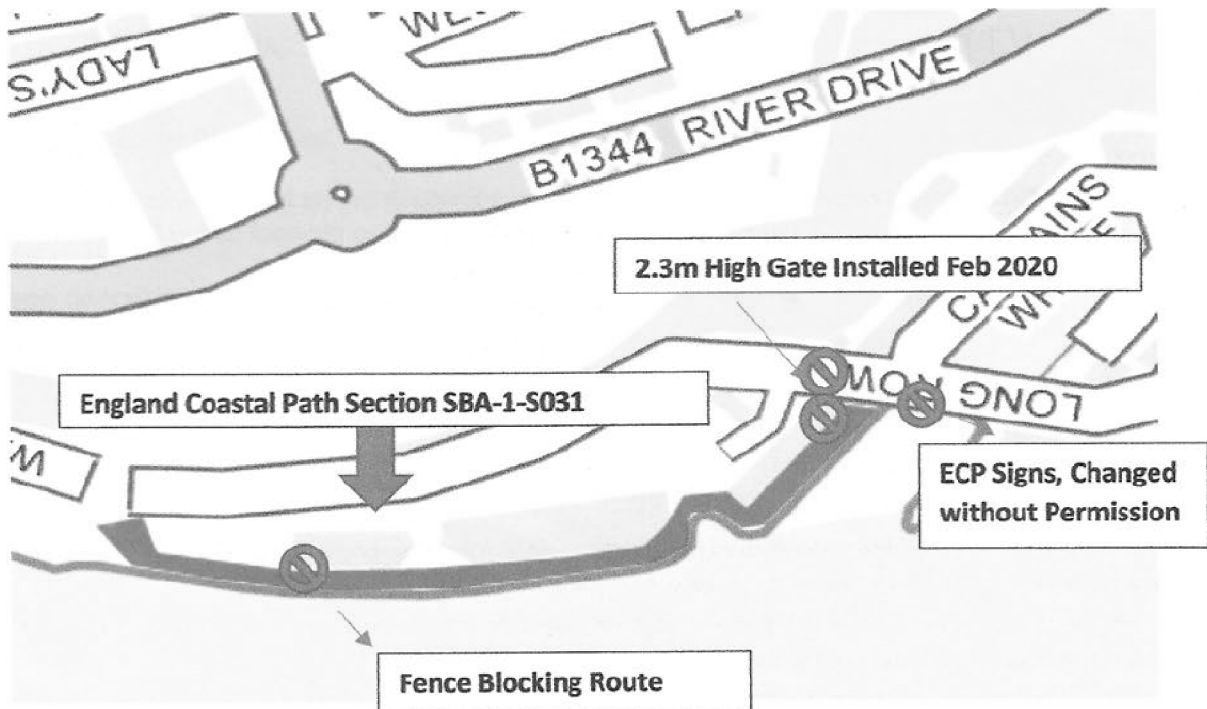 LADY'S
WE
B1344 RIVER DRIVE
2.3m High Gate Installed Feb 2020
England Coastal Path Section SBA-1-S031
LONG ROW
W
ECP Signs, Changed
without Permission
Fence Blocking Route